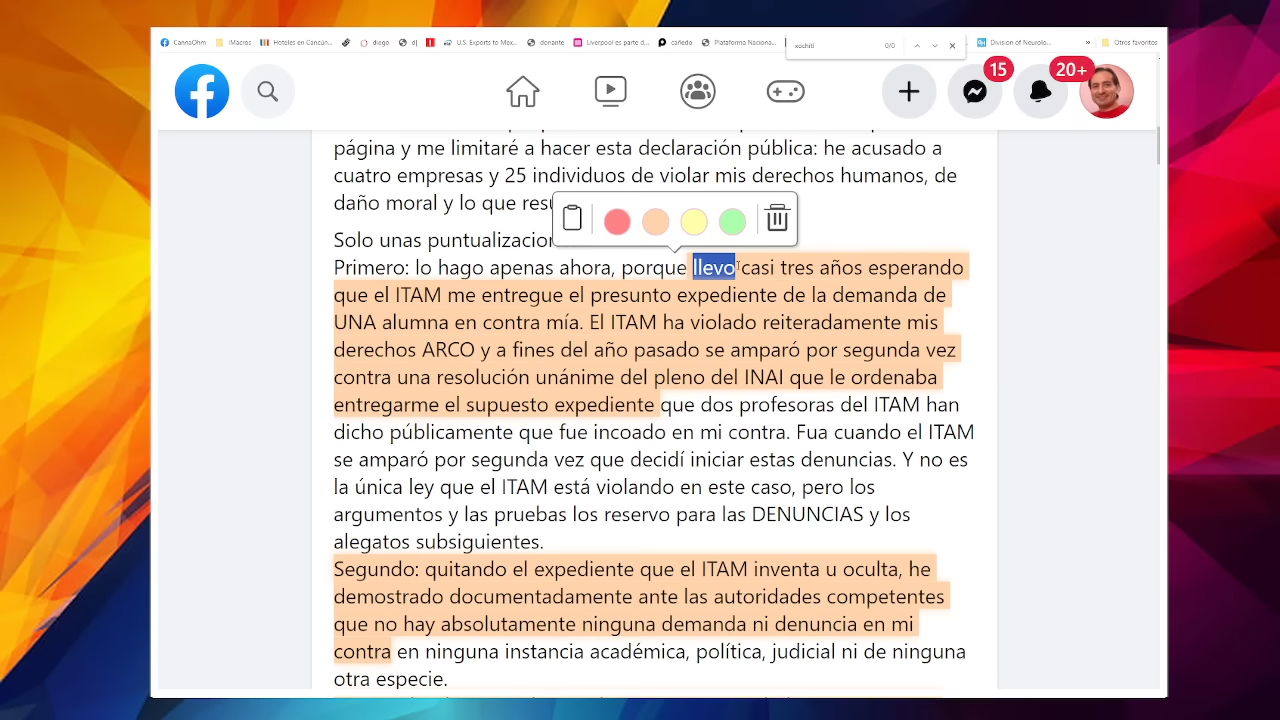 CannaOhm
iMacros
Hoteles en Cancún...
diego
dj
U.S. Exports to Mex...
donante
Liverpool es parte d...
cañedo
Plataforma Naciona...
xochitl
0/0
Division of Neurolo...
»
Otros favoritos
15
20+
página y me limitaré a hacer esta declaración pública: he acusado a
cuatro empresas y 25 individuos de violar mis derechos humanos, de
daño moral y lo que resu
Solo unas puntualizacion
Primero: lo hago apenas ahora, porque llevo casi tres años esperando
que el ITAM me entregue el presunto expediente de la demanda de
UNA alumna en contra mía. El ITAM ha violado reiteradamente mis
derechos ARCO y a fines del año pasado se amparó por segunda vez
contra una resolución unánime del pleno del INAI que le ordenaba
entregarme el supuesto expediente que dos profesoras del ITAM han
dicho públicamente que fue incoado en mi contra. Fua cuando el ITAM
se amparó por segunda vez que decidí iniciar estas denuncias. Y no es
la única ley que el ITAM está violando en este caso, pero los
argumentos y las pruebas los reservo para las DENUNCIAS y los
alegatos subsiguientes.
Segundo: quitando el expediente que el ITAM inventa u oculta, he
demostrado documentadamente ante las autoridades competentes
que no hay absolutamente ninguna demanda ni denuncia en mi
contra en ninguna instancia académica, política, judicial ni de ninguna
otra especie.